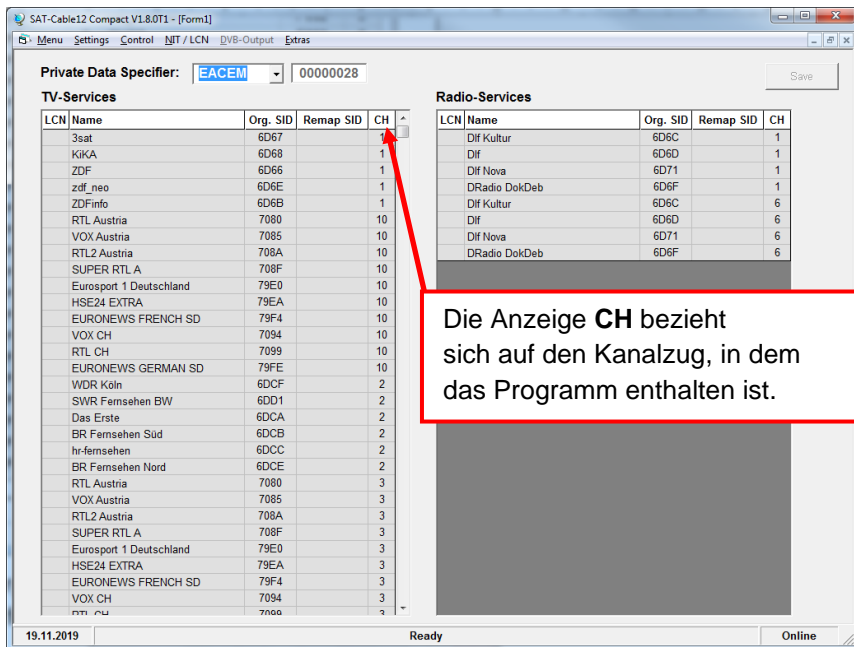 SAT-Cable12 Compact V1.8.0T1 - [Form1]
Menu Settings Control NIT / LCN DVB-Output Extras
Private Data Specifier: EACEM 00000028 Save
TV-Services
LCN Name Org. SID Remap SID CH
3sat 6D67 1
KiKA 6D68 1
ZDF 6D66 1
zdf_neo 6D6E 1
ZDFinfo 6D6B 1
RTL Austria 7080 10
VOX Austria 7085 10
RTL2 Austria 708A 10
SUPER RTL A 708F 10
Eurosport 1 Deutschland 79E0 10
HSE24 EXTRA 79EA 10
EURONEWS FRENCH SD 79F4 10
VOX CH 7094 10
RTL CH 7099 10
EURONEWS GERMAN SD 79FE 10
WDR Köln 6DCF 2
SWR Fernsehen BW 6DD1 2
Das Erste 6DCA 2
BR Fernsehen Süd 6DCB 2
hr-fernsehen 6DCC 2
BR Fernsehen Nord 6DCE 2
RTL Austria 7080 3
VOX Austria 7085 3
RTL2 Austria 708A 3
SUPER RTL A 708F 3
Eurosport 1 Deutschland 79E0 3
HSE24 EXTRA 79EA 3
EURONEWS FRENCH SD 79F4 3
VOX CH 7094 3
RTL CH 7099 3
Radio-Services
LCN Name Org. SID Remap SID CH
Dlf Kultur 6D6C 1
Dlf 6D6D 1
Dlf Nova 6D71 1
DRadio DokDeb 6D6F 1
Dlf Kultur 6D6C 6
Dlf 6D6D 6
Dlf Nova 6D71 6
DRadio DokDeb 6D6F 6
Die Anzeige CH bezieht
sich auf den Kanalzug, in dem
das Programm enthalten ist.
19.11.2019 Ready Online